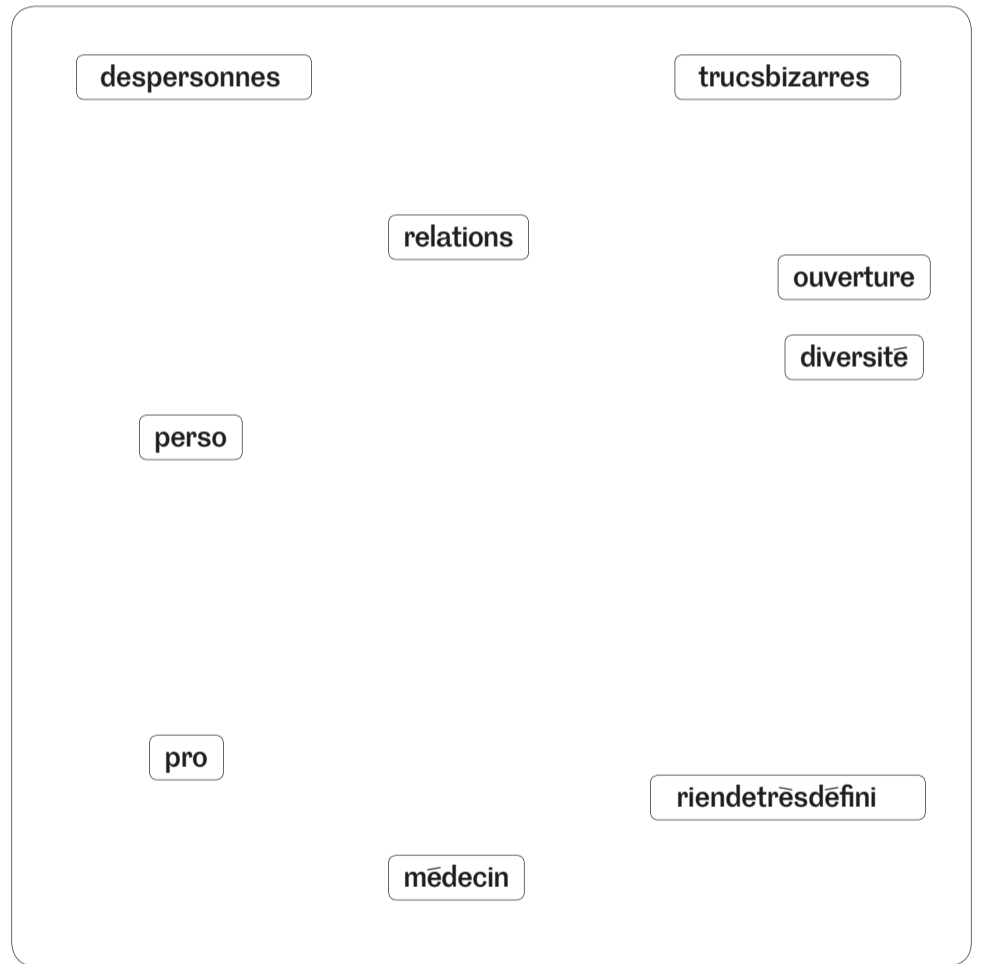 despersonnes
trucsbizarres
relations
ouverture
diversité
perso
pro
riendetrèsdéfini
médecin